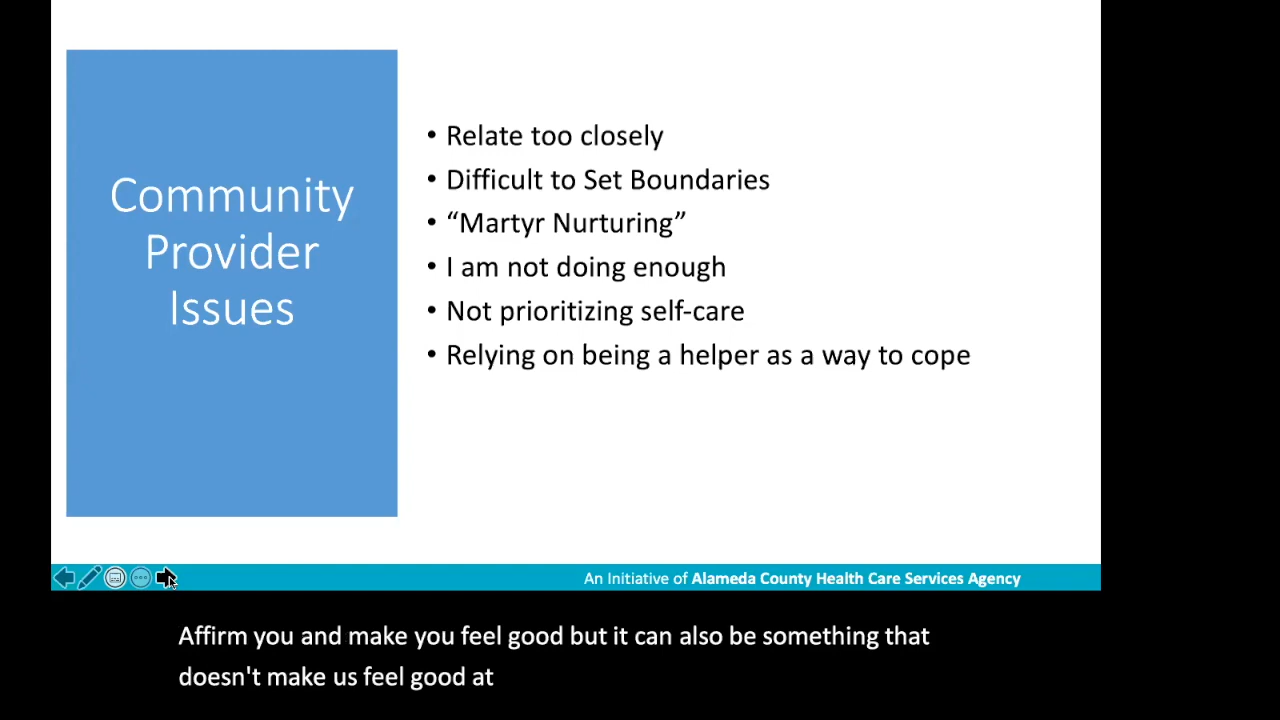 Community
Provider
Issues
• Relate too closely
• Difficult to Set Boundaries
• “Martyr Nurturing”
• I am not doing enough
• Not prioritizing self-care
• Relying on being a helper as a way to cope
An Initiative of Alameda County Health Care Services Agency
Affirm you and make you feel good but it can also be something that
doesn't make us feel good at